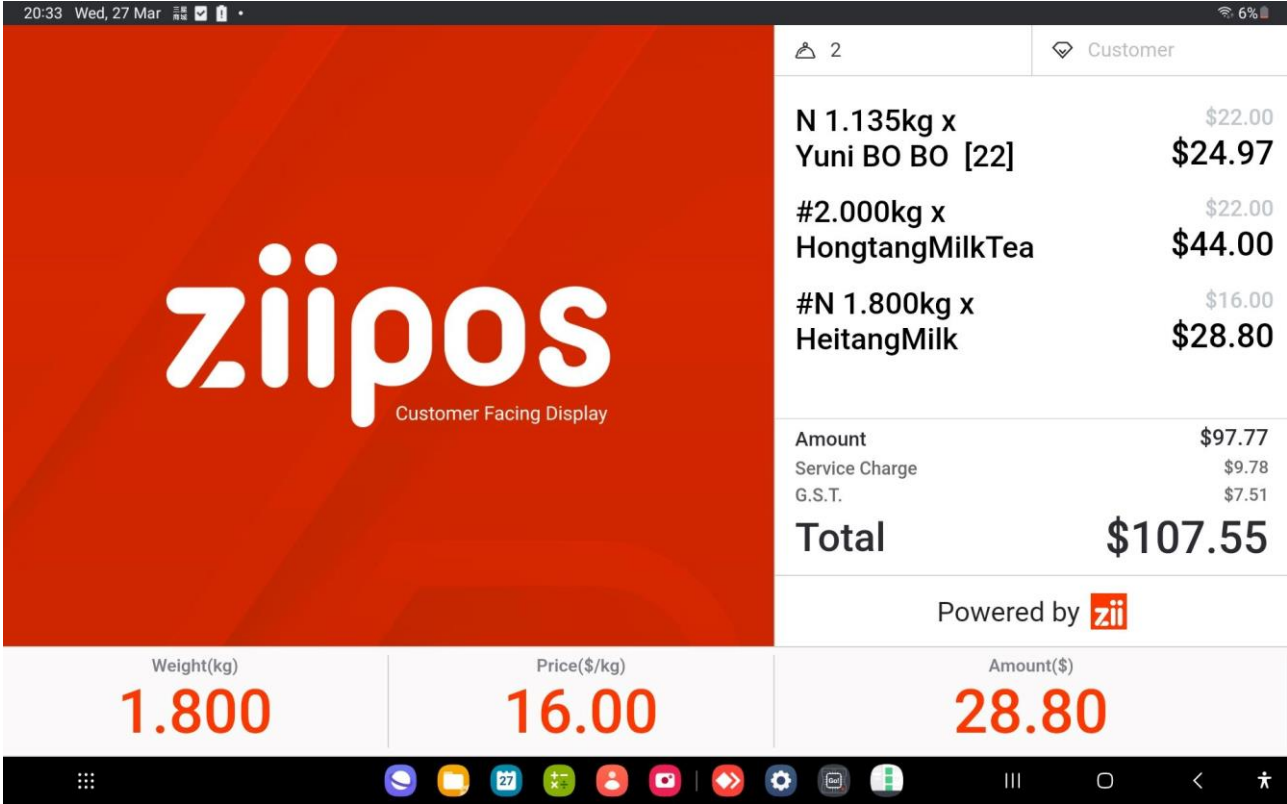 20:33 Wed, 27 Mar
6%
ziipos
Customer Facing Display
2
Customer
N 1.135kg x
$22.00
Yuni BO BO [22]
$24.97
#2.000kg x
$22.00
HongtangMilkTea
$44.00
#N 1.800kg x
$16.00
HeitangMilk
$28.80
Amount
$97.77
Service Charge
$9.78
G.S.T.
$7.51
Total
$107.55
Powered by zii
Weight(kg)
1.800
Price($/kg)
16.00
Amount($)
28.80
27
Go!